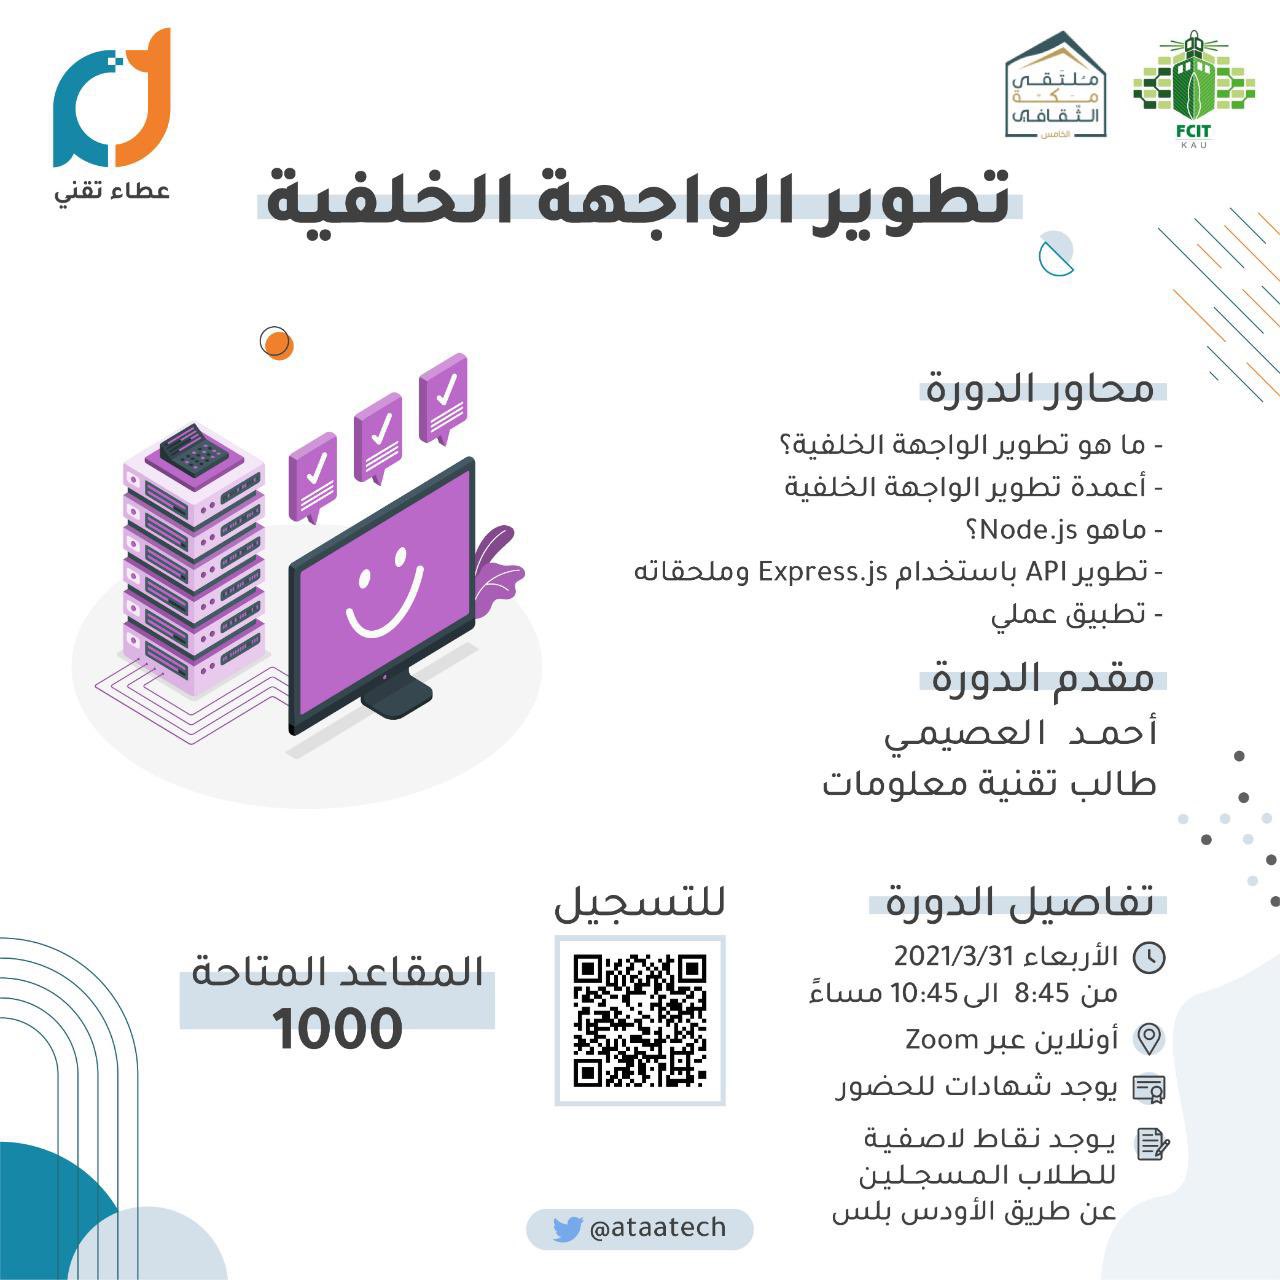 عطاء تقني
ملتقى
مكة
الثقافي
الخامس
FCIT
KAU
تطوير الواجهة الخلفية
محاور الدورة
- ما هو تطوير الواجهة الخلفية؟
- أعمدة تطوير الواجهة الخلفية
- ماهو Node.js؟
- تطوير API باستخدام Express.js وملحقاته
- تطبيق عملي
مقدم الدورة
أحمد العصيمي
طالب تقنية معلومات
تفاصيل الدورة
الأربعاء 2021/3/31
من 8:45 الى 10:45 مساءً
أونلاين عبر Zoom
يوجد شهادات للحضور
يوجد نقاط لاصفية
للطلاب المسجلين
عن طريق الأودس بلس
للتسجيل
المقاعد المتاحة
1000
@ataatech